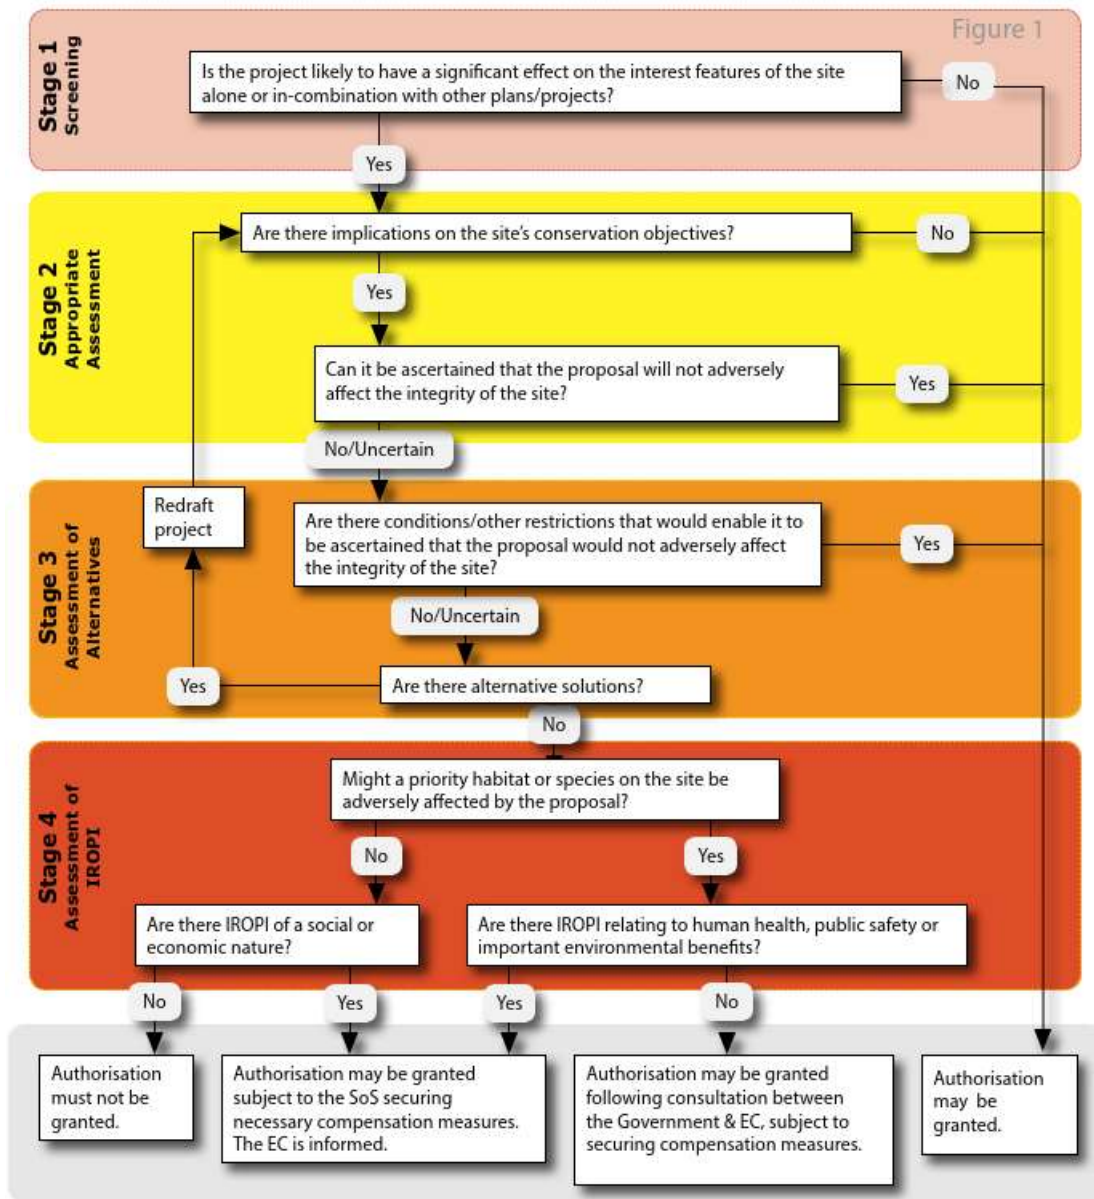 Figure 1
Stage 1
Screening
Is the project likely to have a significant effect on the interest features of the site
alone or in-combination with other plans/projects?
No
Yes
Stage 2
Appropriate
Assessment
Are there implications on the site's conservation objectives?
No
Yes
Can it be ascertained that the proposal will not adversely
affect the integrity of the site?
Yes
No/Uncertain
Stage 3
Assessment of
Alternatives
Redraft
project
Are there conditions/other restrictions that would enable it to
be ascertained that the proposal would not adversely affect
the integrity of the site?
Yes
No/Uncertain
Are there alternative solutions?
Yes
No
Stage 4
Assessment of
IROPI
Might a priority habitat or species on the site be
adversely affected by the proposal?
No
Yes
Are there IROPI of a social or
economic nature?
Are there IROPI relating to human health, public safety or
important environmental benefits?
No
Yes
Yes
No
Authorisation
must not be
granted.
Authorisation may be granted
subject to the SoS securing
necessary compensation measures.
The EC is informed.
Authorisation may be granted
following consultation between
the Government & EC, subject to
securing compensation measures.
Authorisation
may be
granted.